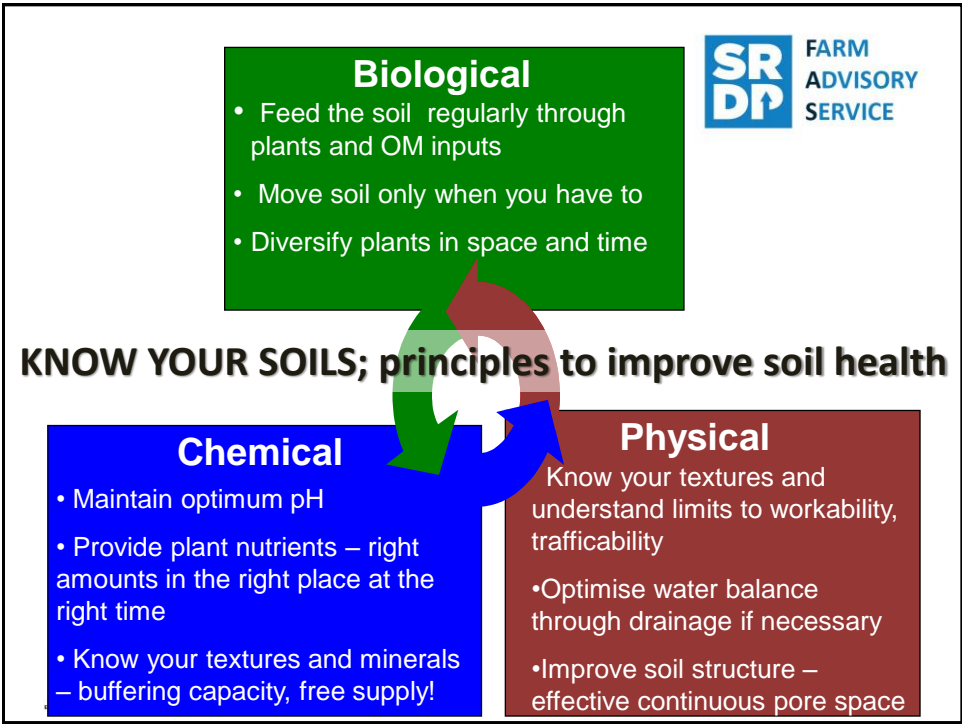 Biological
• Feed the soil regularly through
plants and OM inputs
• Move soil only when you have to
• Diversify plants in space and time
SR
DP
FARM
ADVISORY
SERVICE
KNOW YOUR SOILS; principles to improve soil health
Chemical
• Maintain optimum pH
• Provide plant nutrients – right
amounts in the right place at the
right time
• Know your textures and minerals
– buffering capacity, free supply!
Physical
Know your textures and
understand limits to workability,
trafficability
•Optimise water balance
through drainage if necessary
•Improve soil structure –
effective continuous pore space